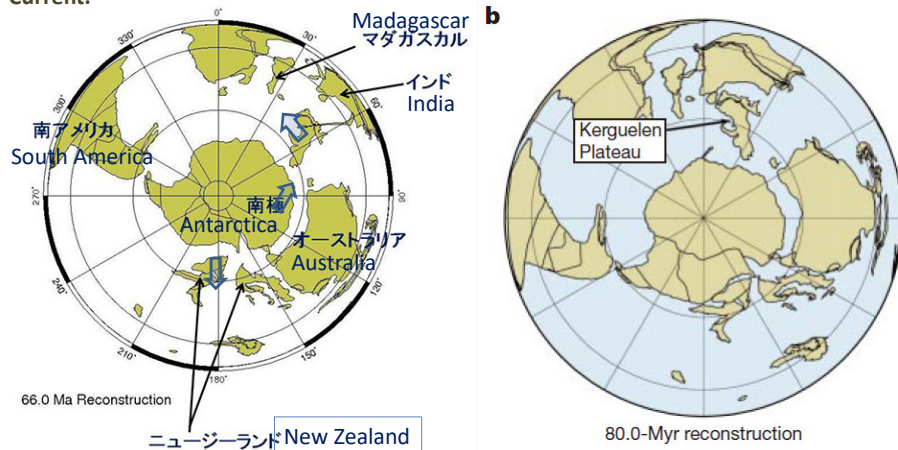 Current.
b
Madagascar
マダガスカル
インド
India
南アメリカ
South America
南極
Antarctica
オーストラリア
Australia
330°
0°
30°
300°
60°
270°
90°
240°
120°
210°
180°
150°
66.0 Ma Reconstruction
ニュージーランド
New Zealand
Kerguelen
Plateau
80.0-Myr reconstruction